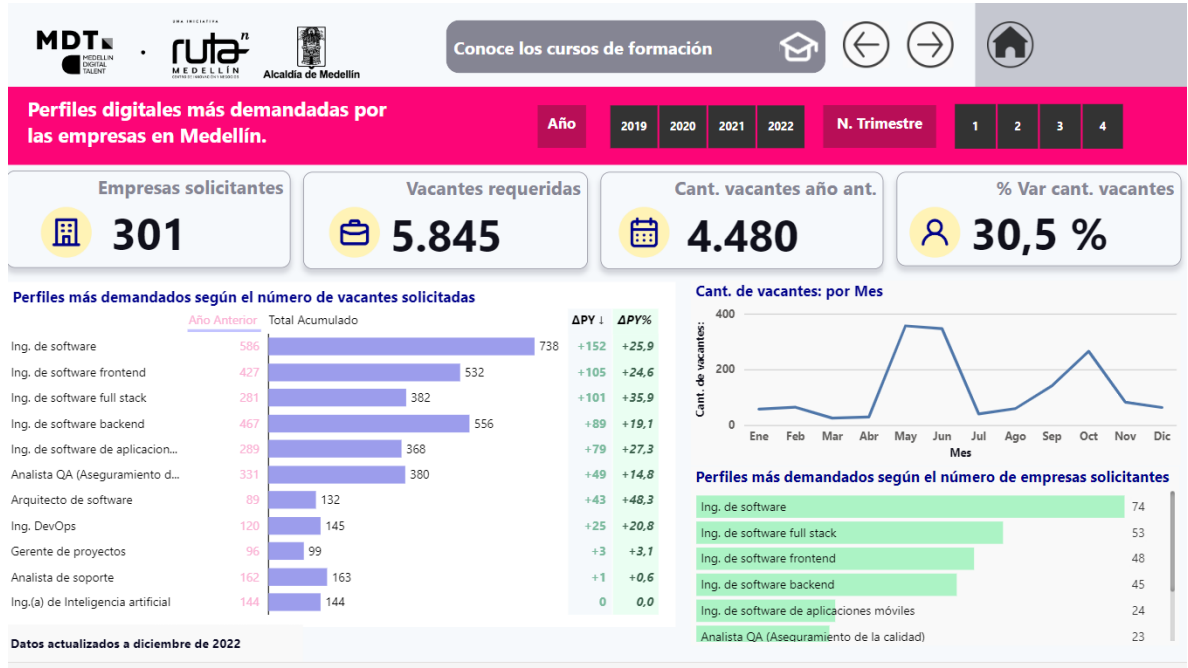 MDT
MEDELLIN
DIGITAL
TALENT
UNA INICIATIVA
ruta n
MEDELLÍN
CENTRO DE INNOVACIÓN Y NEGOCIOS
Alcaldía de Medellín
Conoce los cursos de formación
Perfiles digitales más demandadas por
las empresas en Medellín.
Año
2019 2020 2021 2022
N. Trimestre
1 2 3 4
Empresas solicitantes
301
Vacantes requeridas
5.845
Cant. vacantes año ant.
4.480
% Var cant. vacantes
30,5 %
Perfiles más demandados según el número de vacantes solicitadas
Año Anterior Total Acumulado ΔPY ↓ ΔPY%
Ing. de software 586 738 +152 +25,9
Ing. de software frontend 427 532 +105 +24,6
Ing. de software full stack 281 382 +101 +35,9
Ing. de software backend 467 556 +89 +19,1
Ing. de software de aplicacion... 289 368 +79 +27,3
Analista QA (Aseguramiento d... 331 380 +49 +14,8
Arquitecto de software 89 132 +43 +48,3
Ing. DevOps 120 145 +25 +20,8
Gerente de proyectos 96 99 +3 +3,1
Analista de soporte 162 163 +1 +0,6
Ing.(a) de Inteligencia artificial 144 144 0 0,0
Datos actualizados a diciembre de 2022
Cant. de vacantes: por Mes
Cant. de vacantes:
400
200
0
Ene Feb Mar Abr May Jun Jul Ago Sep Oct Nov Dic
Mes
Perfiles más demandados según el número de empresas solicitantes
Ing. de software 74
Ing. de software full stack 53
Ing. de software frontend 48
Ing. de software backend 45
Ing. de software de aplicaciones móviles 24
Analista QA (Aseguramiento de la calidad) 23